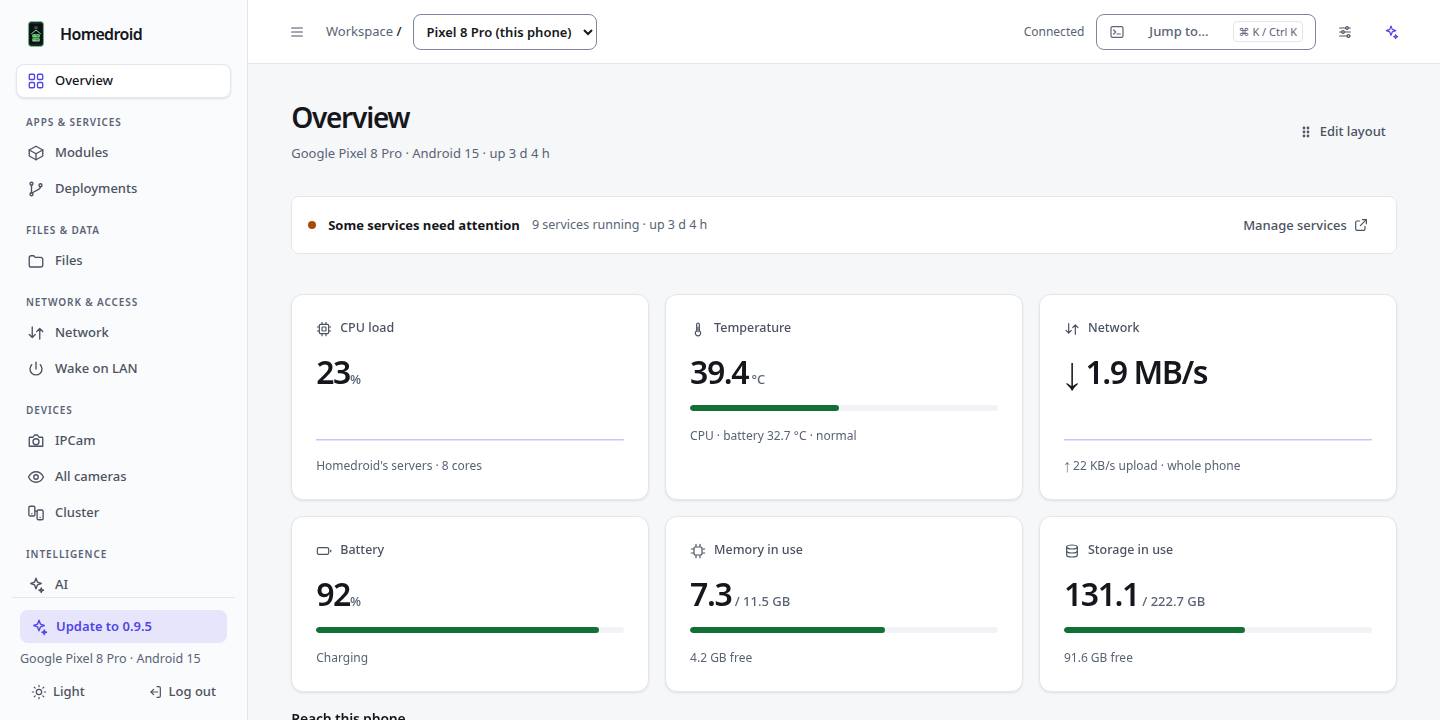 Homedroid
Overview
APPS & SERVICES
Modules
Deployments
FILES & DATA
Files
NETWORK & ACCESS
Network
Wake on LAN
DEVICES
IPCam
All cameras
Cluster
INTELLIGENCE
AI
Update to 0.9.5
Google Pixel 8 Pro · Android 15
Light
Log out
Workspace /
Pixel 8 Pro (this phone)
Connected
Jump to...
⌘ K / Ctrl K
Overview
Google Pixel 8 Pro · Android 15 · up 3 d 4 h
Edit layout
Some services need attention 9 services running · up 3 d 4 h
Manage services
CPU load
23%
Homedroid's servers · 8 cores
Temperature
39.4 °C
CPU · battery 32.7 °C · normal
Network
↓ 1.9 MB/s
↑ 22 KB/s upload · whole phone
Battery
92%
Charging
Memory in use
7.3 / 11.5 GB
4.2 GB free
Storage in use
131.1 / 222.7 GB
91.6 GB free
Reach this phone